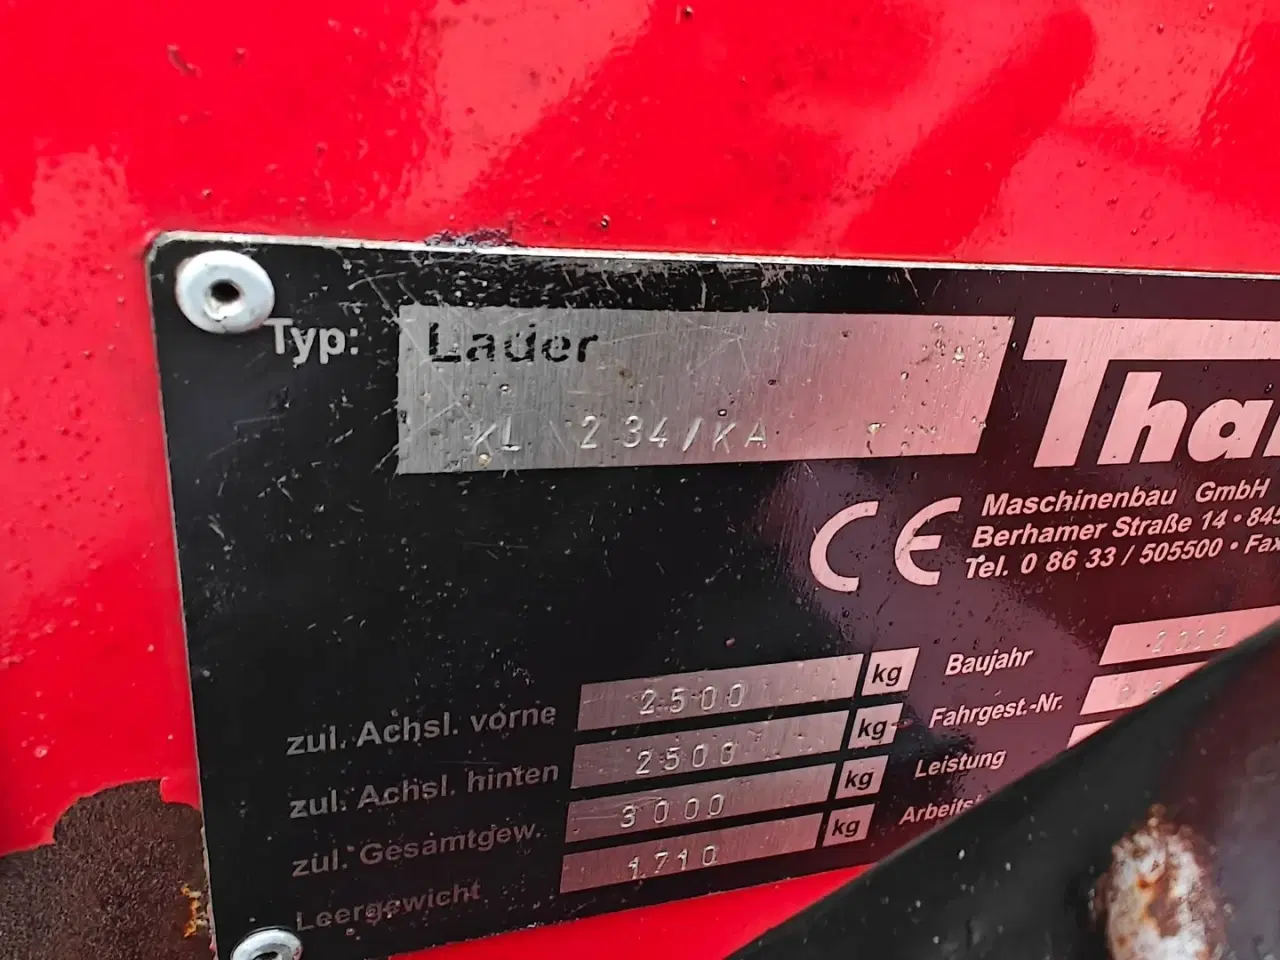 Typ: Lader
KL 234/KA
Thal
CE
Maschinenbau GmbH
Berhamer Straße 14 • 845
Tel. 0 86 33 / 505500 • Fax
zul. Achsl. vorne 2500 kg
zul. Achsl. hinten 2500 kg
zul. Gesamtgew. 3000 kg
Leergewicht 1710 kg
Baujahr 2008
Fahrgest.-Nr.
Leistung